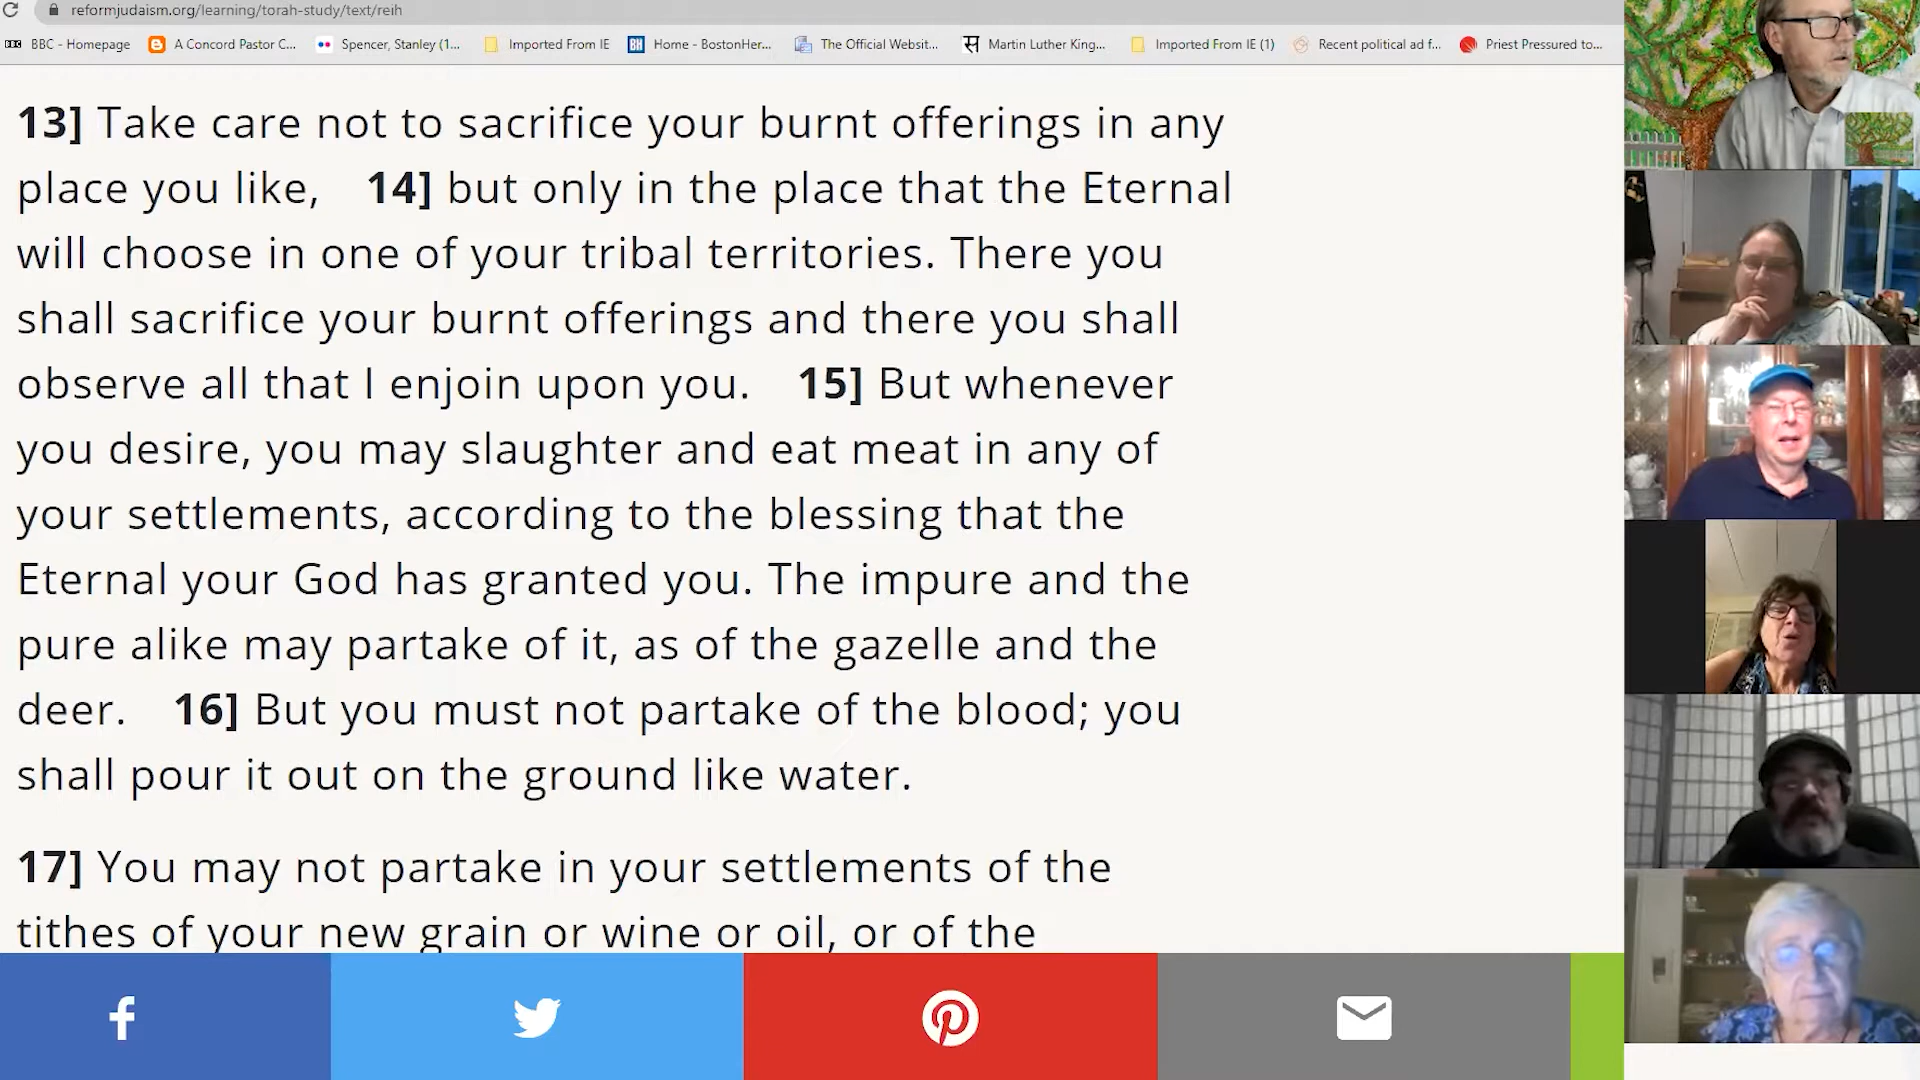 reformjudaism.org/learning/torah-study/text/reih
BBC BBC - Homepage A Concord Pastor C... Spencer, Stanley (1... Imported From IE BH Home - BostonHer... The Official Websit... Martin Luther King... Imported From IE (1) Recent political ad f... Priest Pressured to...
13] Take care not to sacrifice your burnt offerings in any
place you like, 14] but only in the place that the Eternal
will choose in one of your tribal territories. There you
shall sacrifice your burnt offerings and there you shall
observe all that I enjoin upon you. 15] But whenever
you desire, you may slaughter and eat meat in any of
your settlements, according to the blessing that the
Eternal your God has granted you. The impure and the
pure alike may partake of it, as of the gazelle and the
deer. 16] But you must not partake of the blood; you
shall pour it out on the ground like water.
17] You may not partake in your settlements of the
tithes of your new grain or wine or oil, or of the